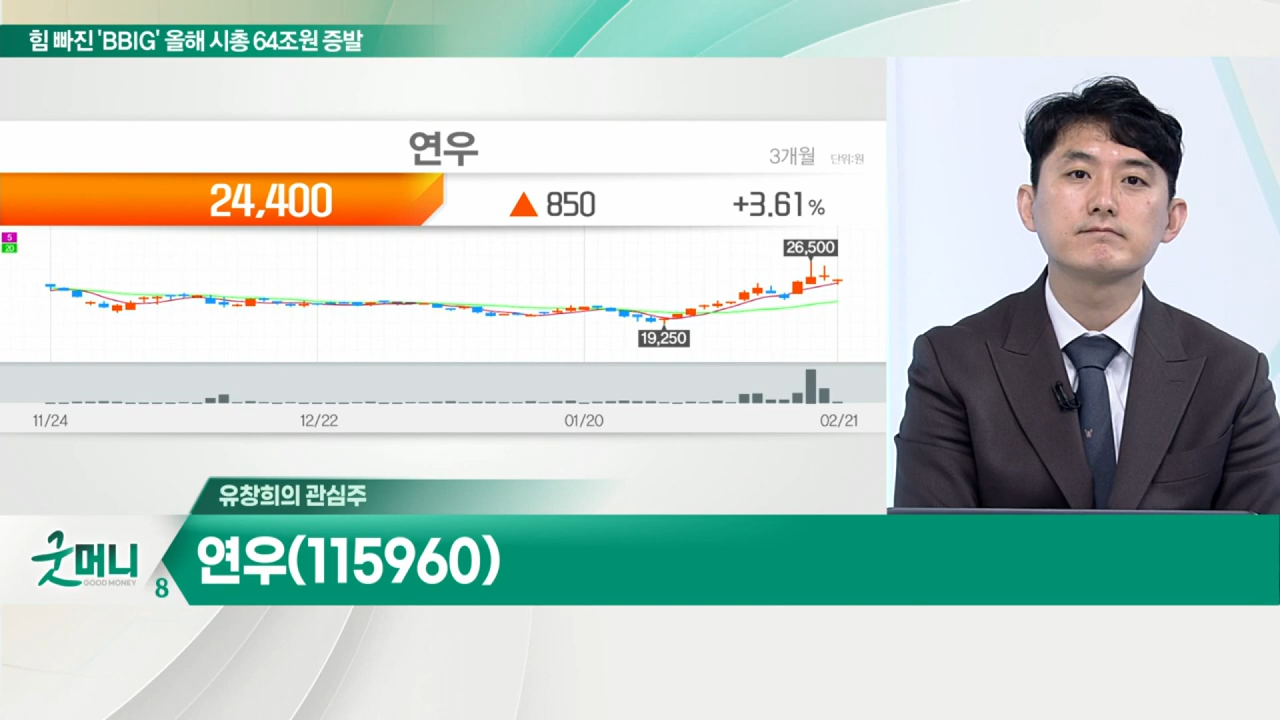 힘 빠진 'BBIG' 올해 시총 64조원 증발
연우
3개월 단위:원
24,400 ▲ 850 +3.61%
5
20
26,500
19,250
11/24 12/22 01/20 02/21
유창희의 관심주
굿머니
GOOD MONEY
8
연우(115960)